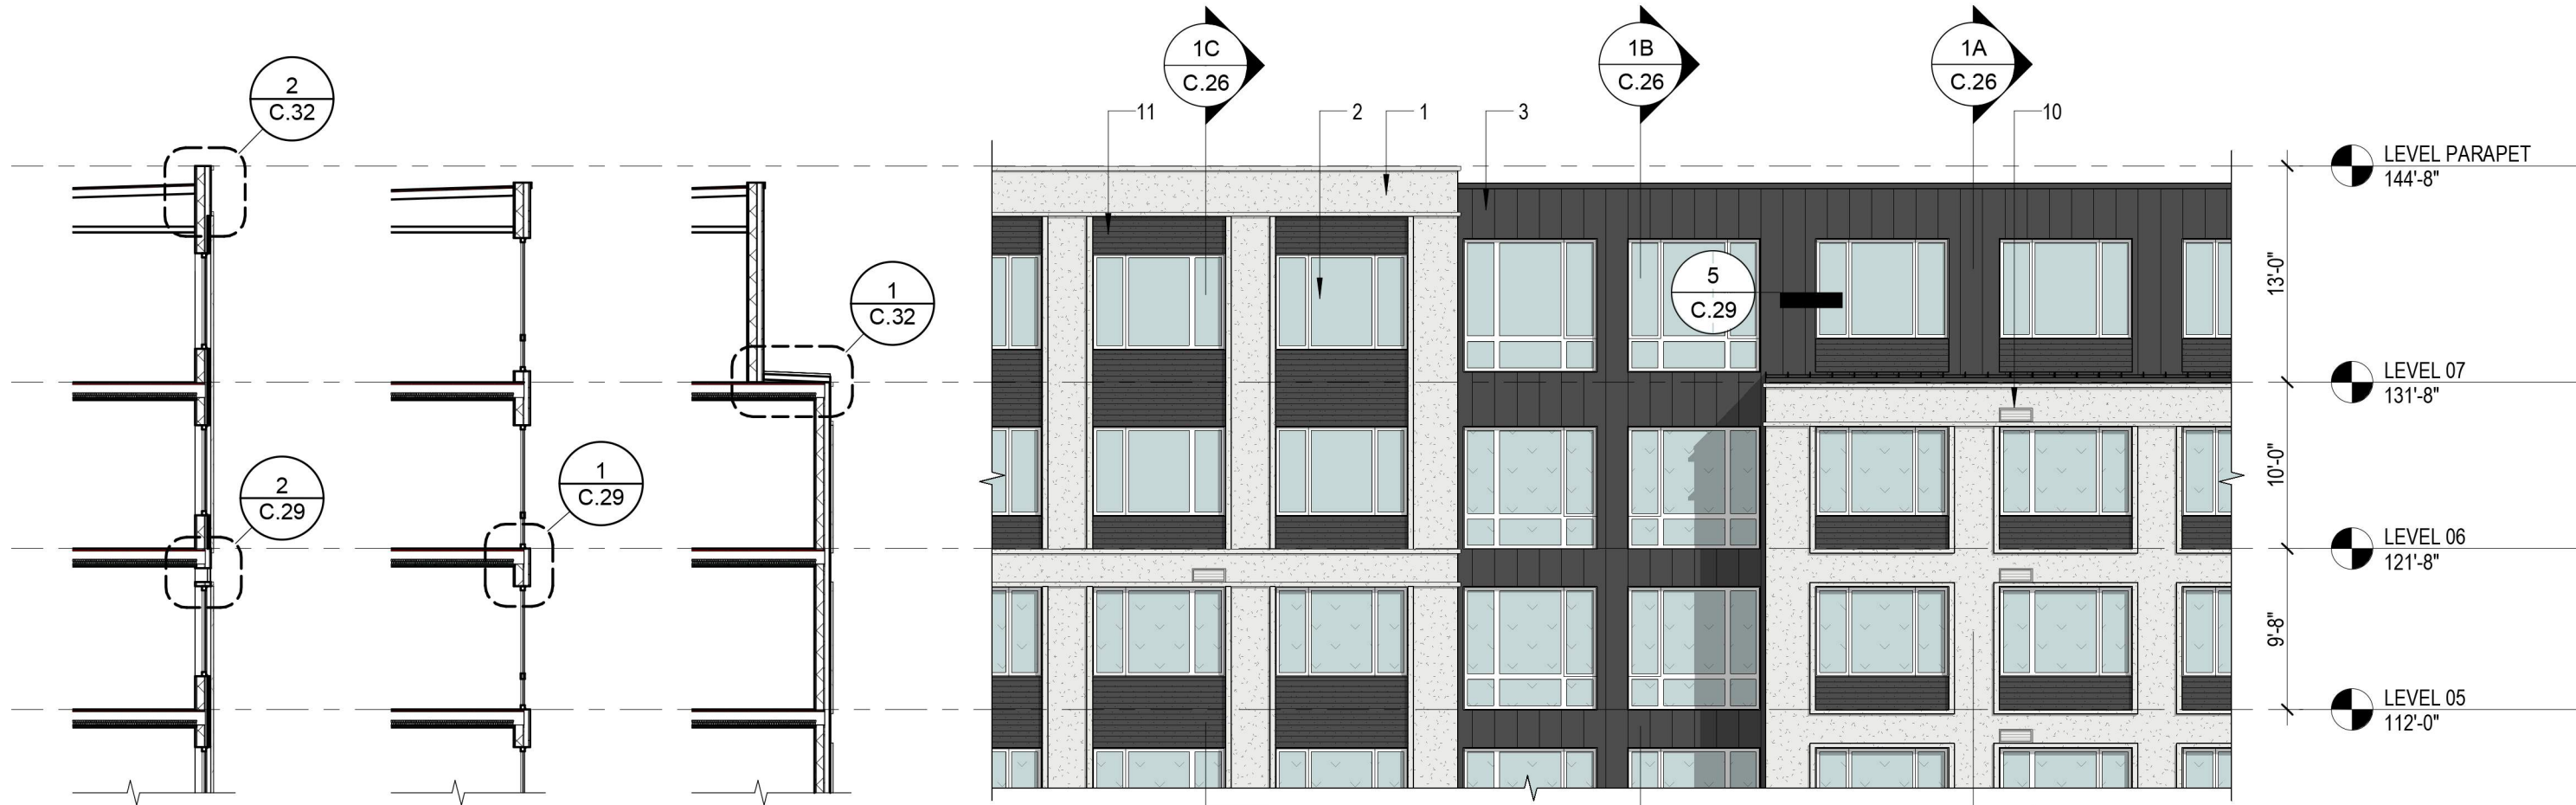 2
C.32
1
C.32
2
C.29
1
C.29
1C
C.26
1B
C.26
1A
C.26
11
2
1
3
10
5
C.29
LEVEL PARAPET
144'-8"
13'-0"
LEVEL 07
131'-8"
10'-0"
LEVEL 06
121'-8"
9'-8"
LEVEL 05
112'-0"